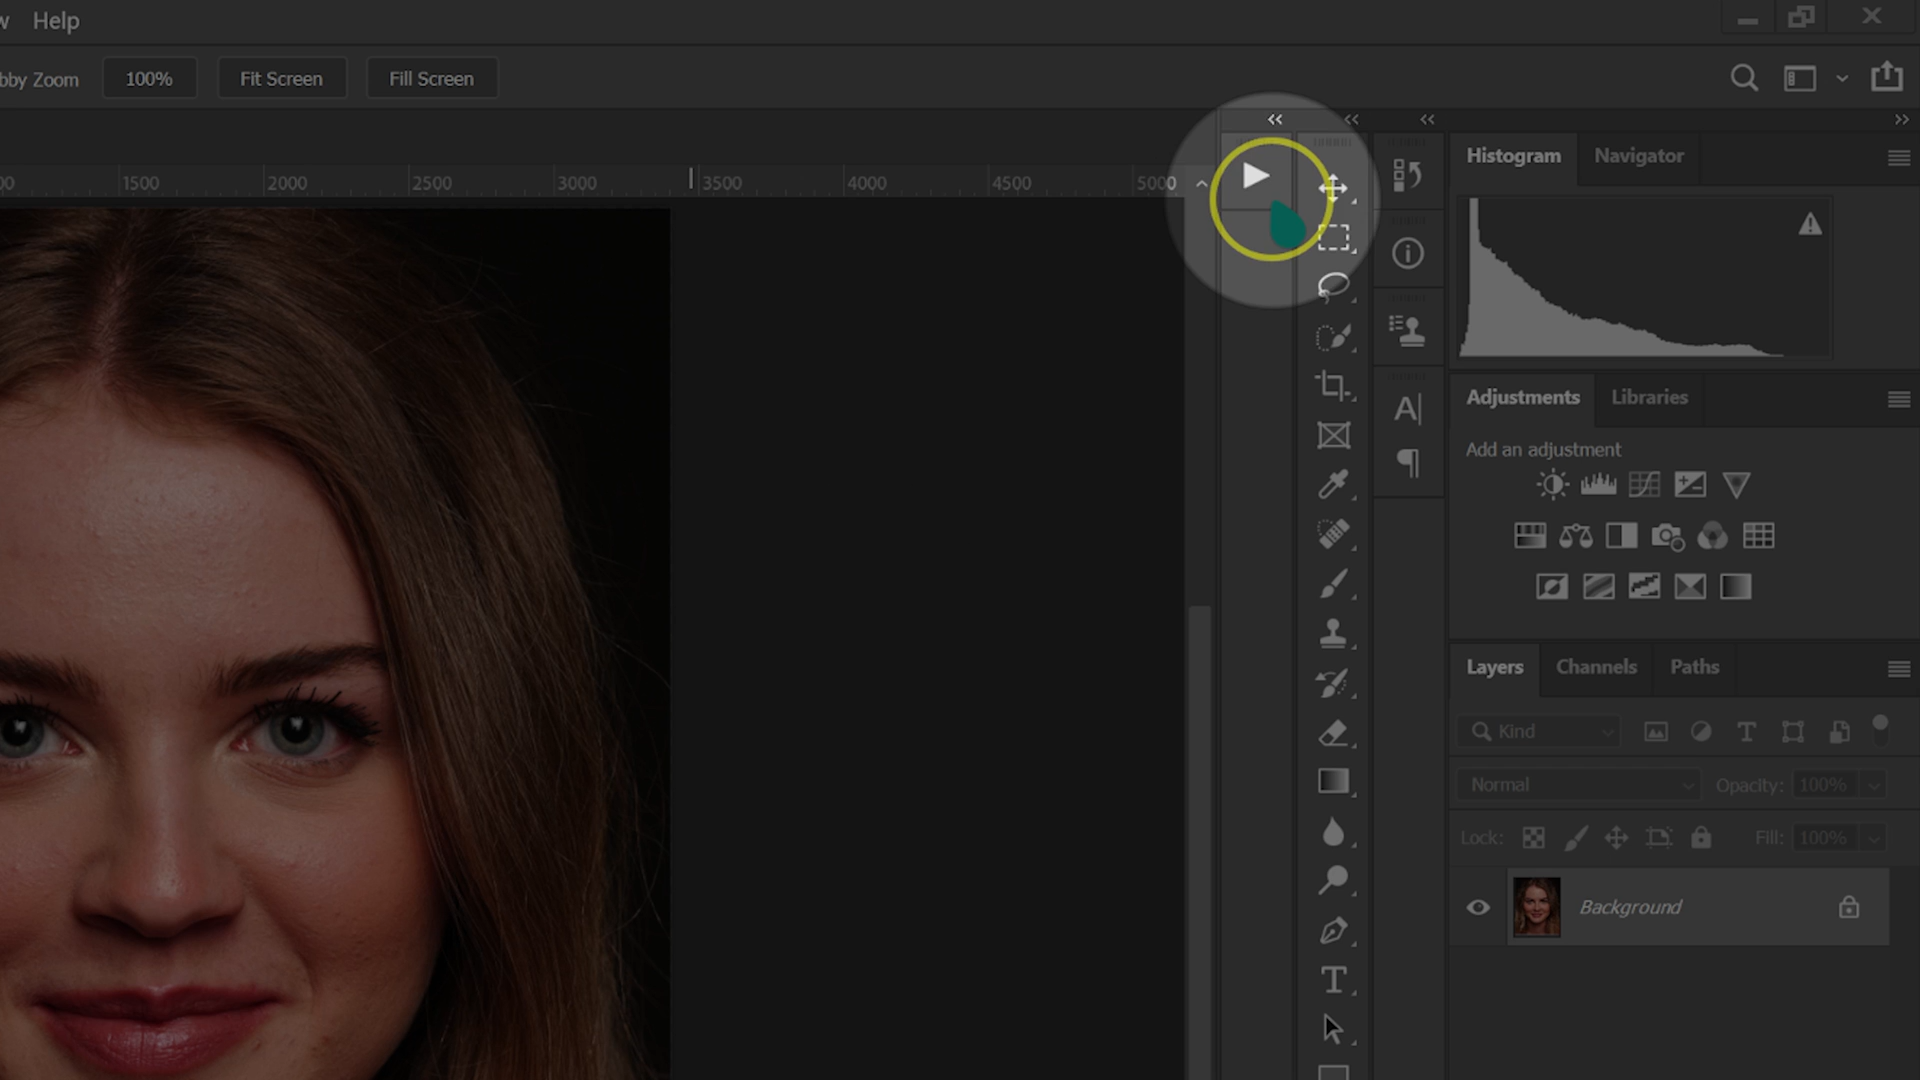 Help
bby Zoom 100% Fit Screen Fill Screen
1500 2000 2500 3000 3500 4000 4500 5000
Histogram Navigator
Adjustments Libraries
Add an adjustment
Layers Channels Paths
Kind
Normal Opacity: 100%
Lock: Fill: 100%
Background